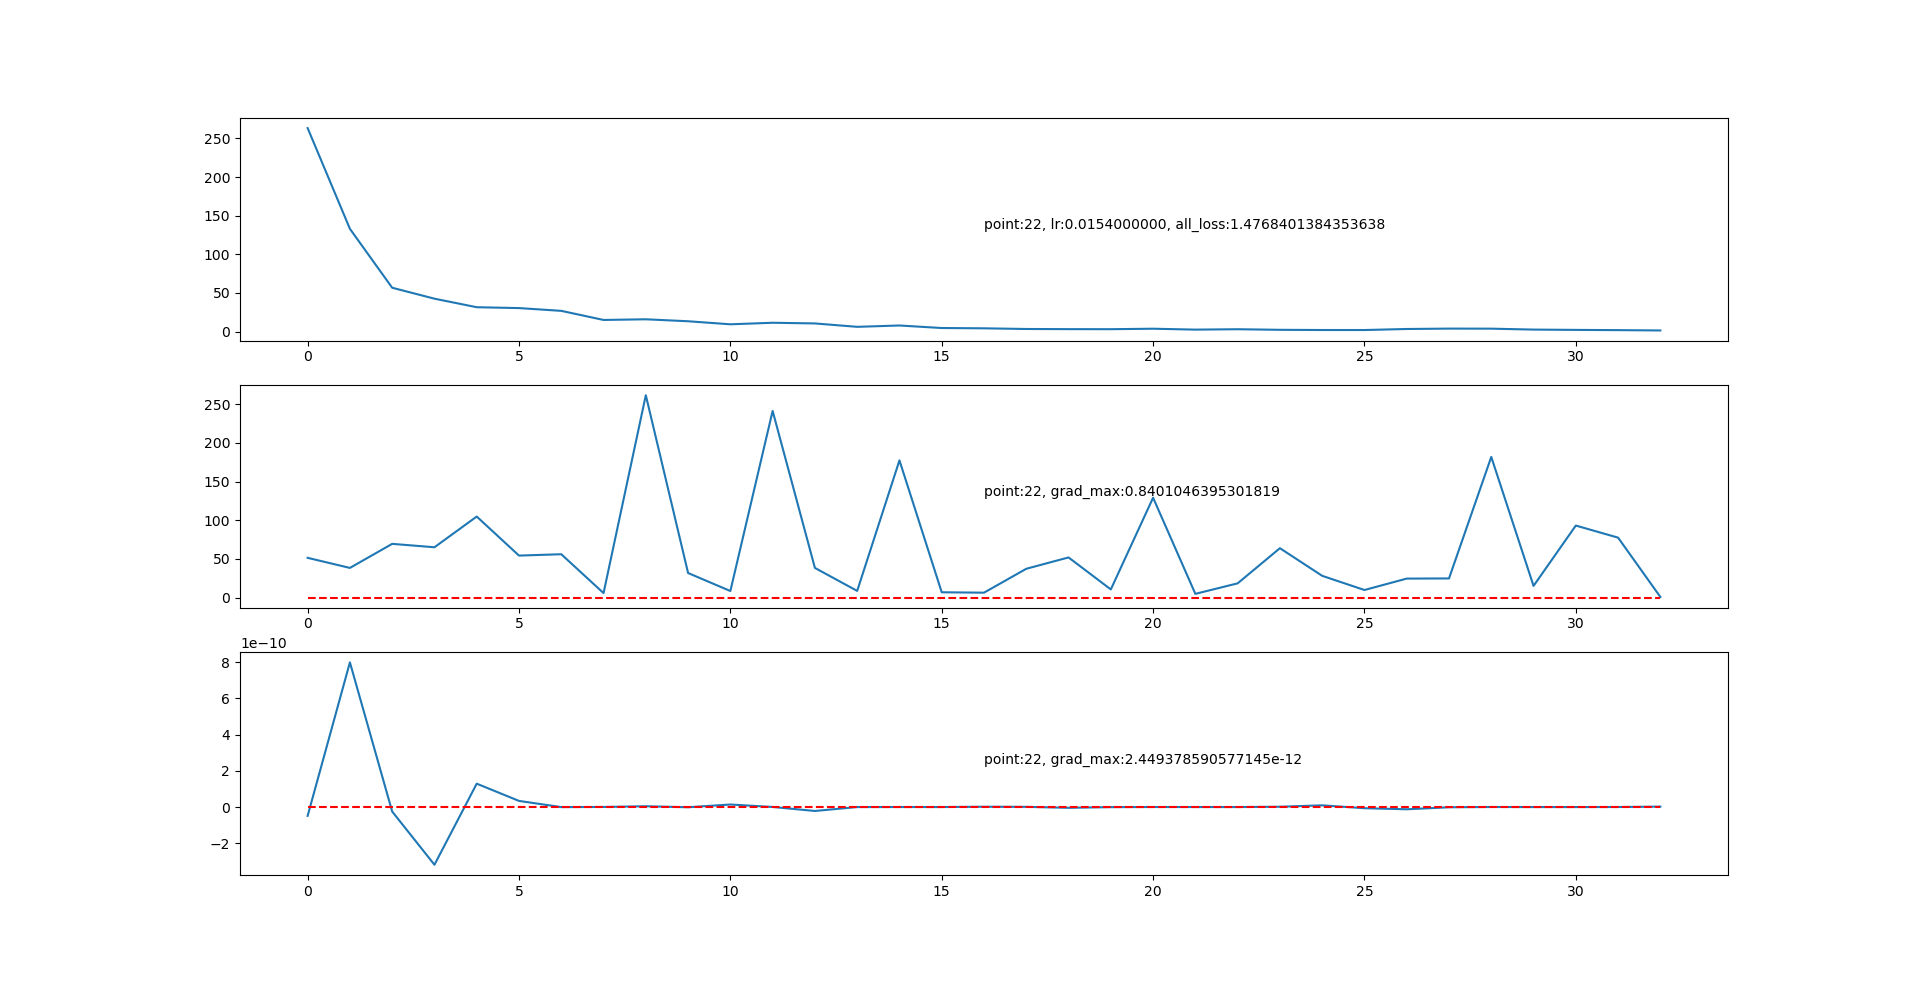 250
200
150
100
50
0
point:22, lr:0.0154000000, all_loss:1.4768401384353638
0 5 10 15 20 25 30
250
200
150
100
50
0
point:22, grad_max:0.8401046395301819
0 5 10 15 20 25 30
1e−10
8
6
4
2
0
−2
point:22, grad_max:2.449378590577145e-12
0 5 10 15 20 25 30